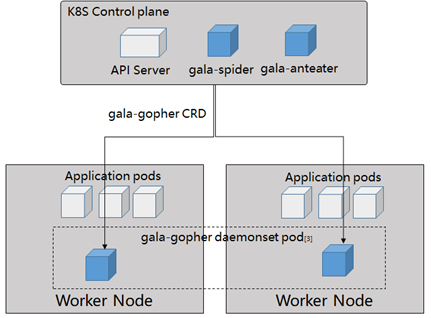 K8S Control plane
API Server
gala-spider
gala-anteater
gala-gopher CRD
Application pods
Application pods
gala-gopher daemonset pod[3]
Worker Node
Worker Node